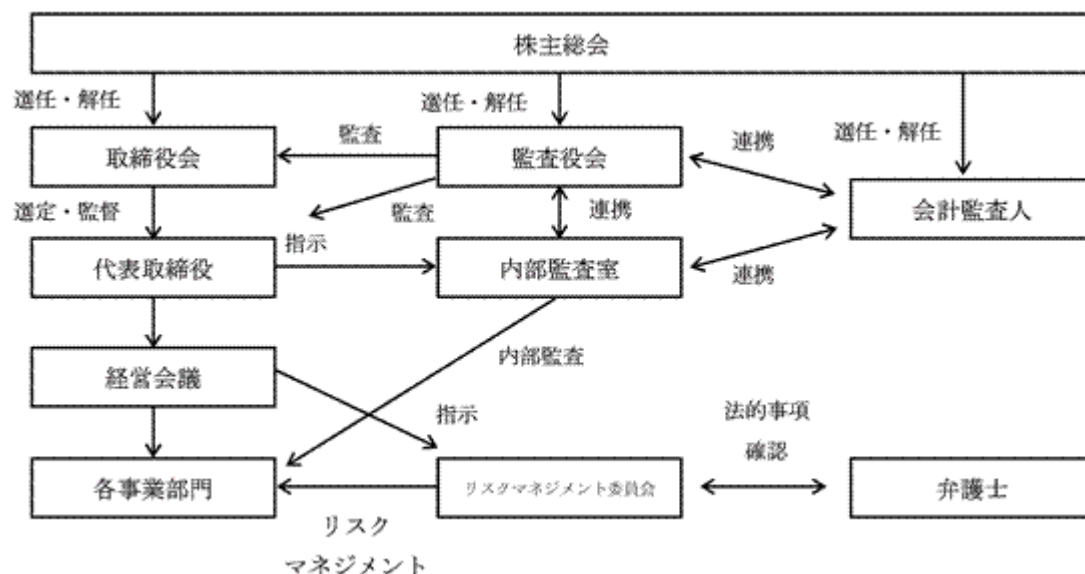 株主総会
選任・解任
選任・解任
選任・解任
取締役会
監査
監査役会
連携
会計監査人
選定・監督
監査
連携
指示
代表取締役
内部監査室
連携
経営会議
内部監査
指示
法的事項
確認
各事業部門
リスクマネジメント委員会
弁護士
リスク
マネジメント